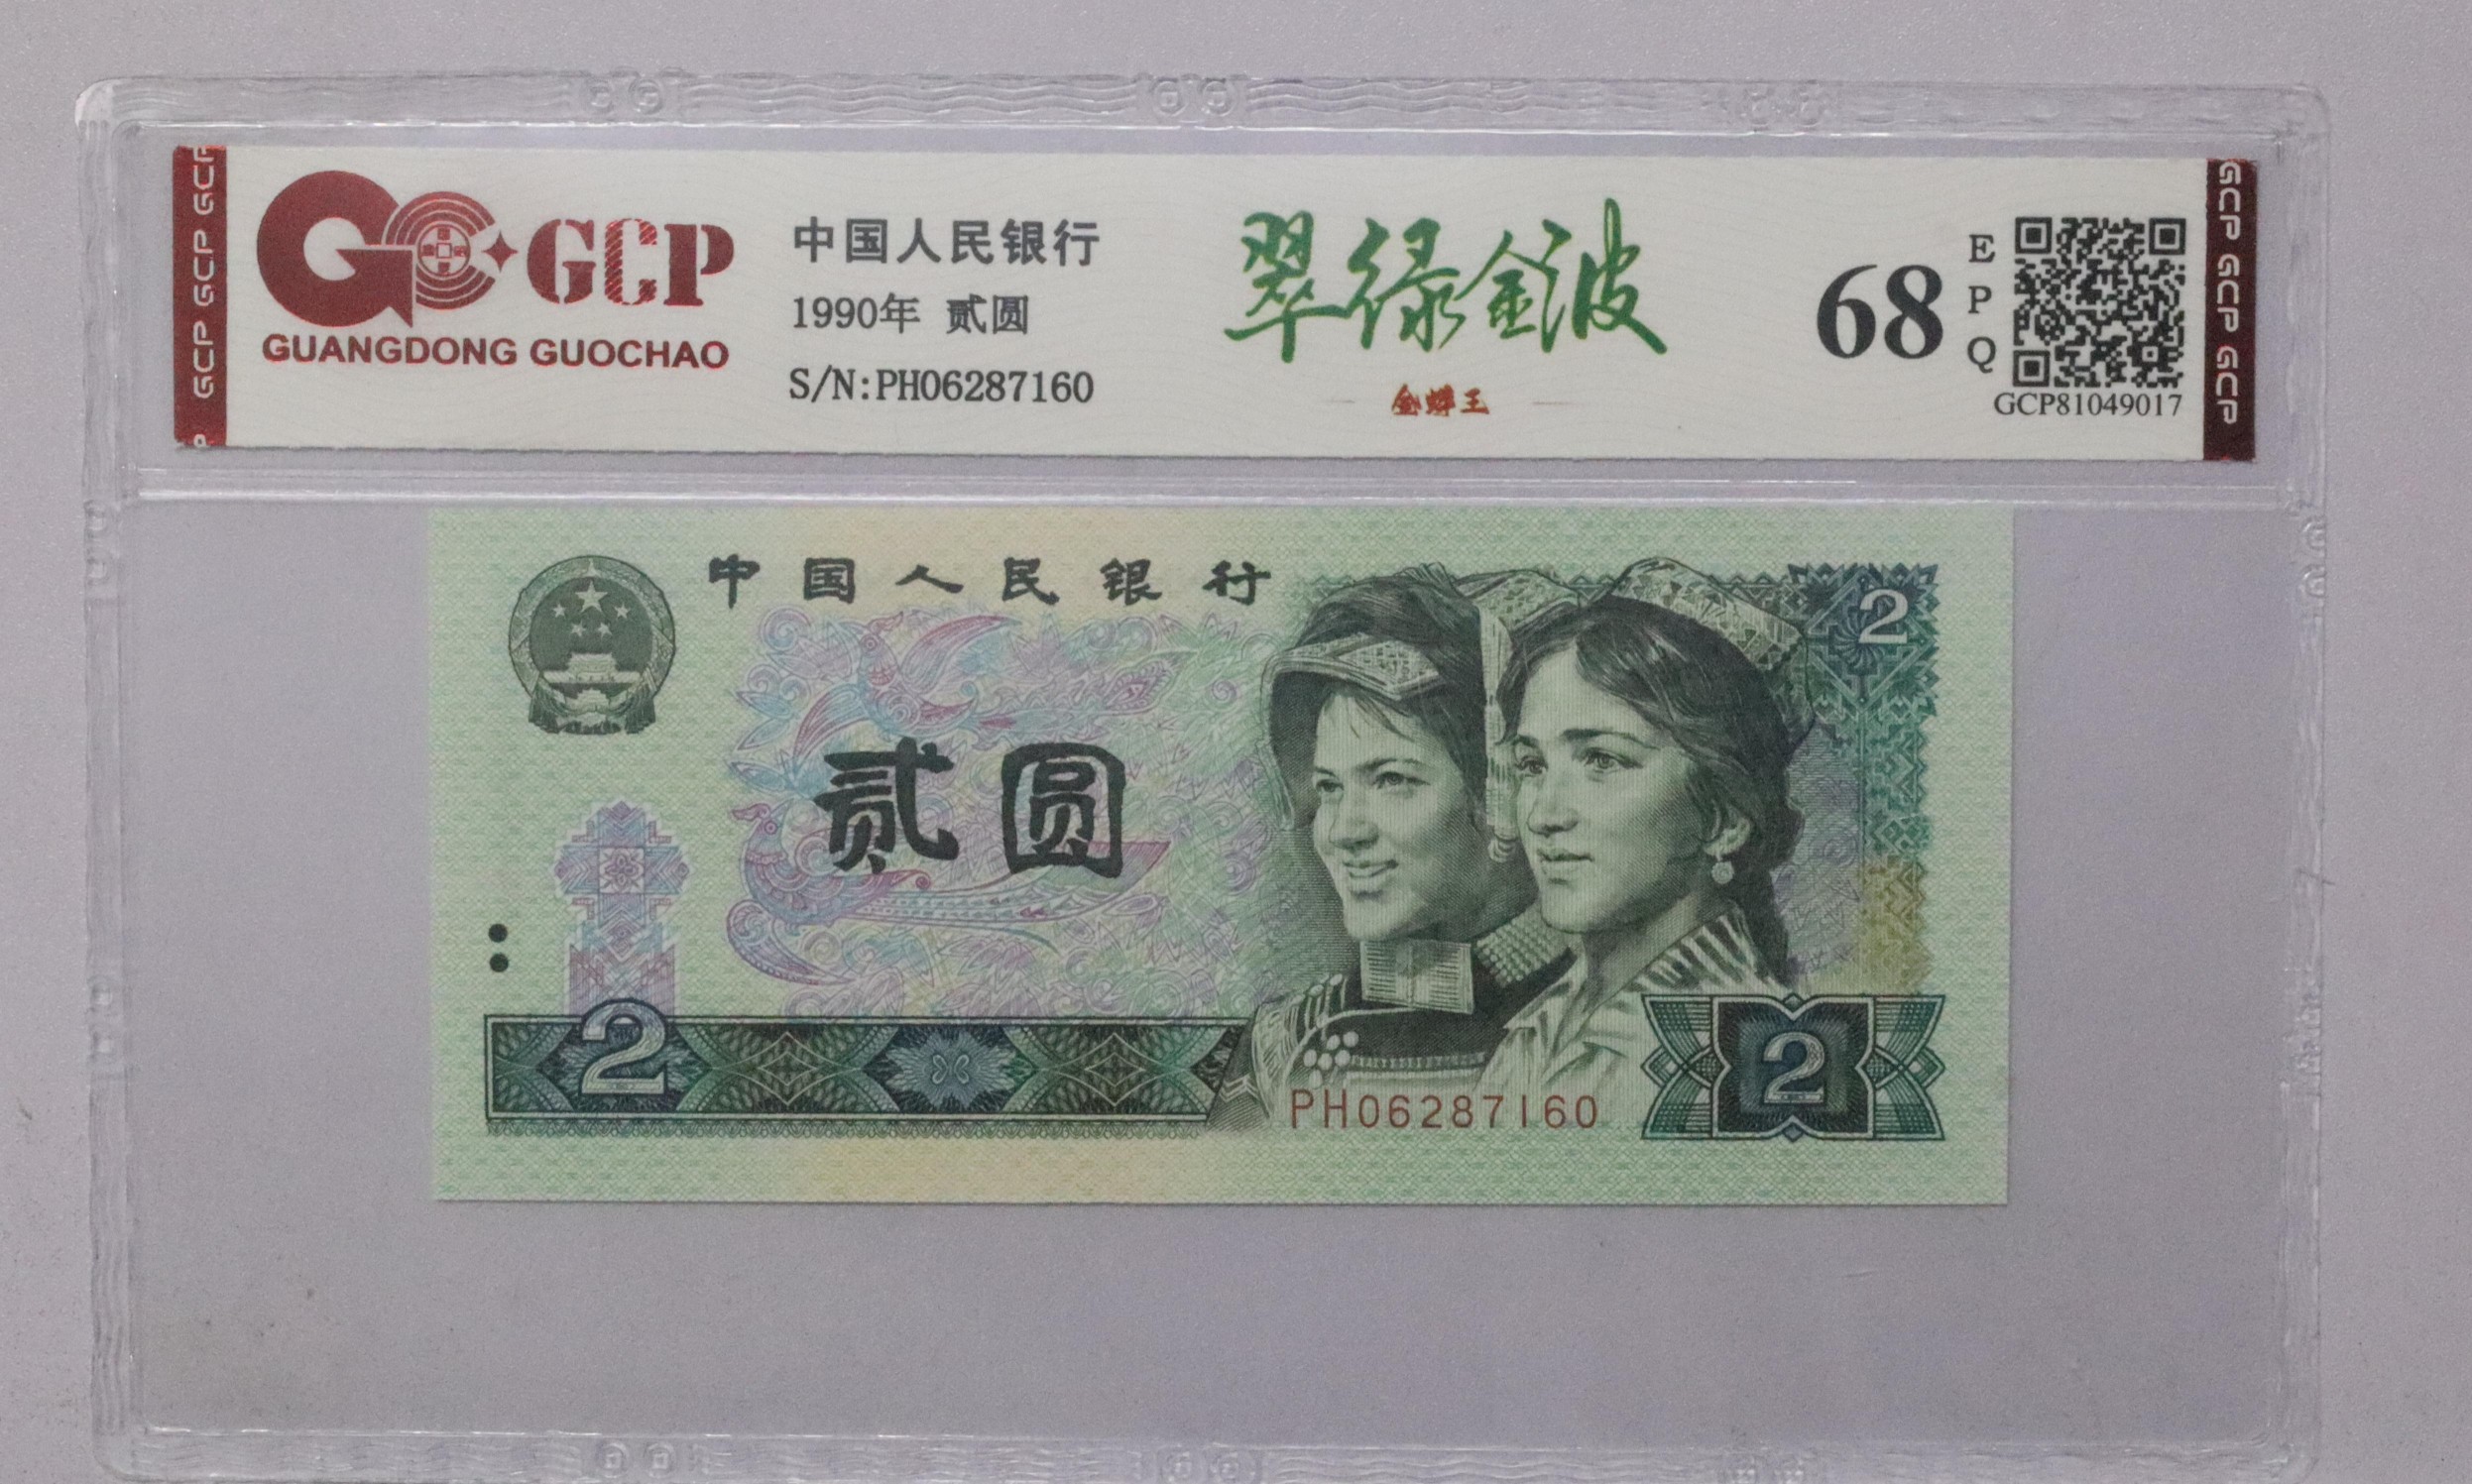 GCP GCP GCP
GCP
GUANGDONG GUOCHAO
中国人民银行
1990年 贰圆
S/N:PH06287160
翠绿金波
金蟒王
68
EPQ
GCP81049017
GCP GCP GCP
中国人民银行
2
贰圆
2
PH06287160
2